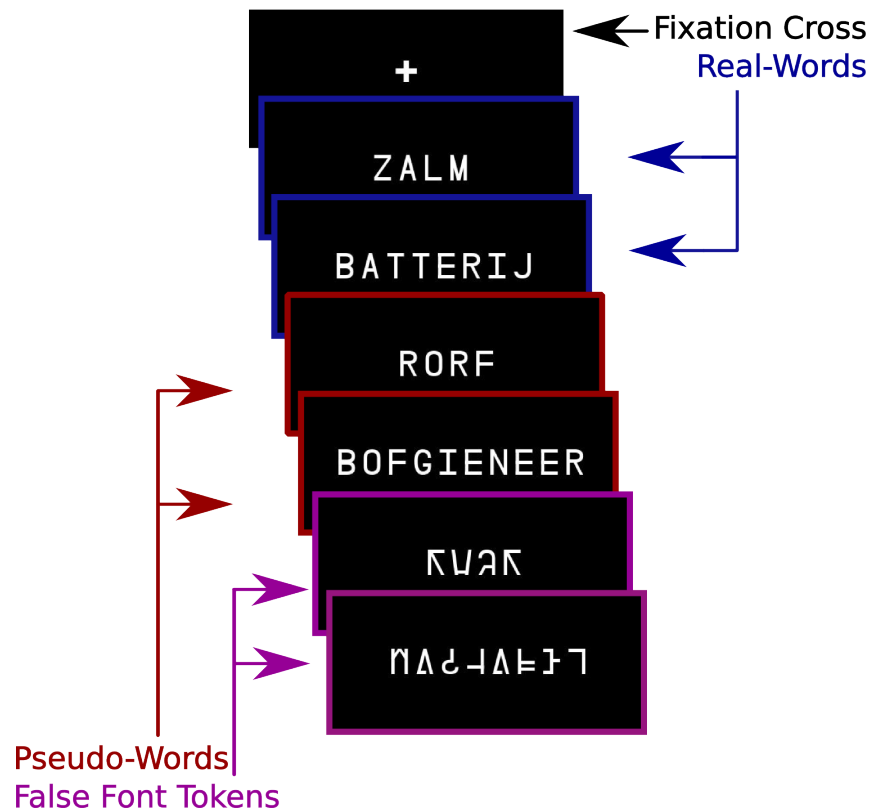 Fixation Cross
Real-Words
+
ZALM
BATTERIJ
RORF
BOFGIENEER
Pseudo-Words
False Font Tokens